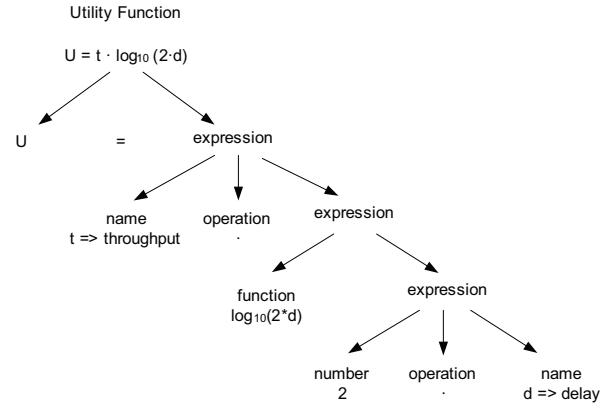 Utility Function
U = t · log₁₀ (2·d)
U = expression
name operation expression
t => throughput ·
function expression
log₁₀(2*d)
number operation name
2 · d => delay